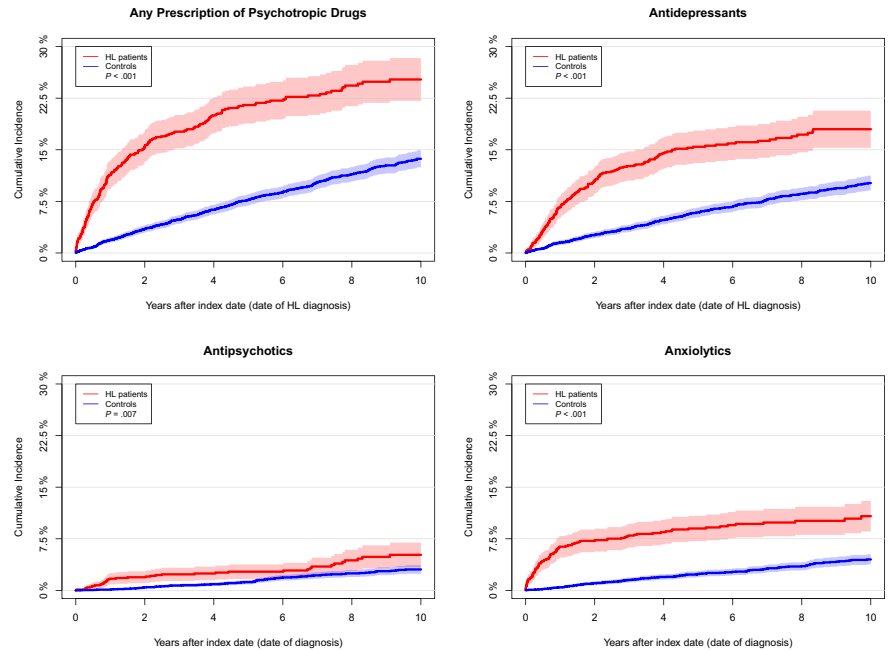 Any Prescription of Psychotropic Drugs
Cumulative Incidence
30 %
22.5 %
15 %
7.5 %
0 %
HL patients
Controls
P < .001
0 2 4 6 8 10
Years after index date (date of HL diagnosis)
Antidepressants
Cumulative Incidence
30 %
22.5 %
15 %
7.5 %
0 %
HL patients
Controls
P < .001
0 2 4 6 8 10
Years after index date (date of HL diagnosis)
Antipsychotics
Cumulative Incidence
30 %
22.5 %
15 %
7.5 %
0 %
HL patients
Controls
P = .007
0 2 4 6 8 10
Years after index date (date of diagnosis)
Anxiolytics
Cumulative Incidence
30 %
22.5 %
15 %
7.5 %
0 %
HL patients
Controls
P < .001
0 2 4 6 8 10
Years after index date (date of diagnosis)